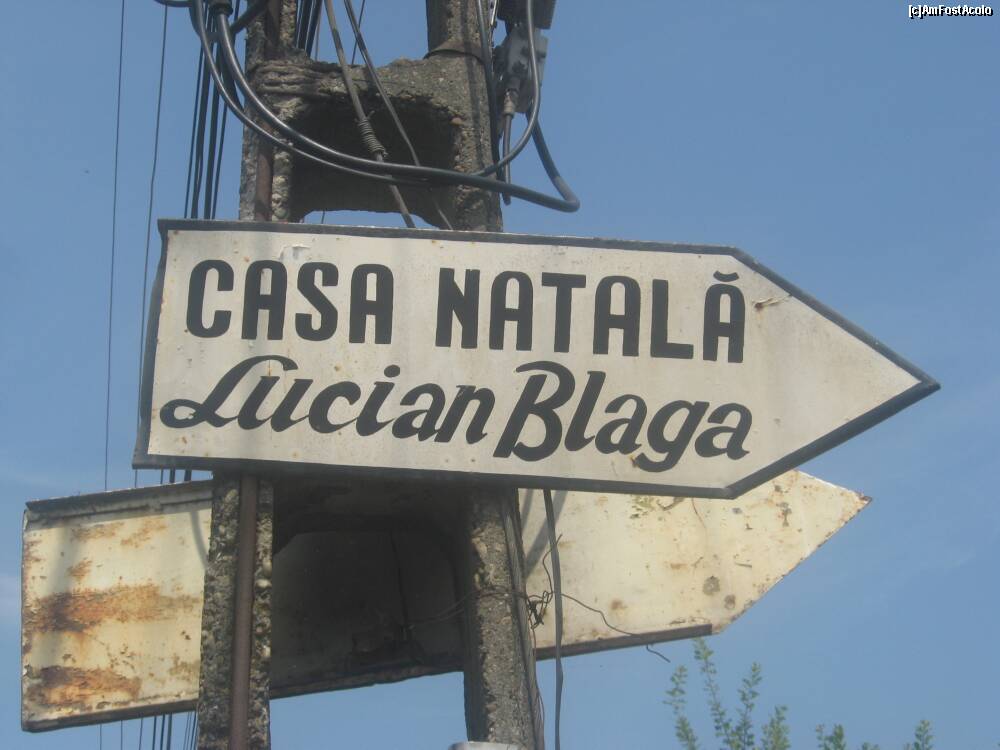 [c]AmFostAcolo
CASA NATALĂ
Lucian Blaga